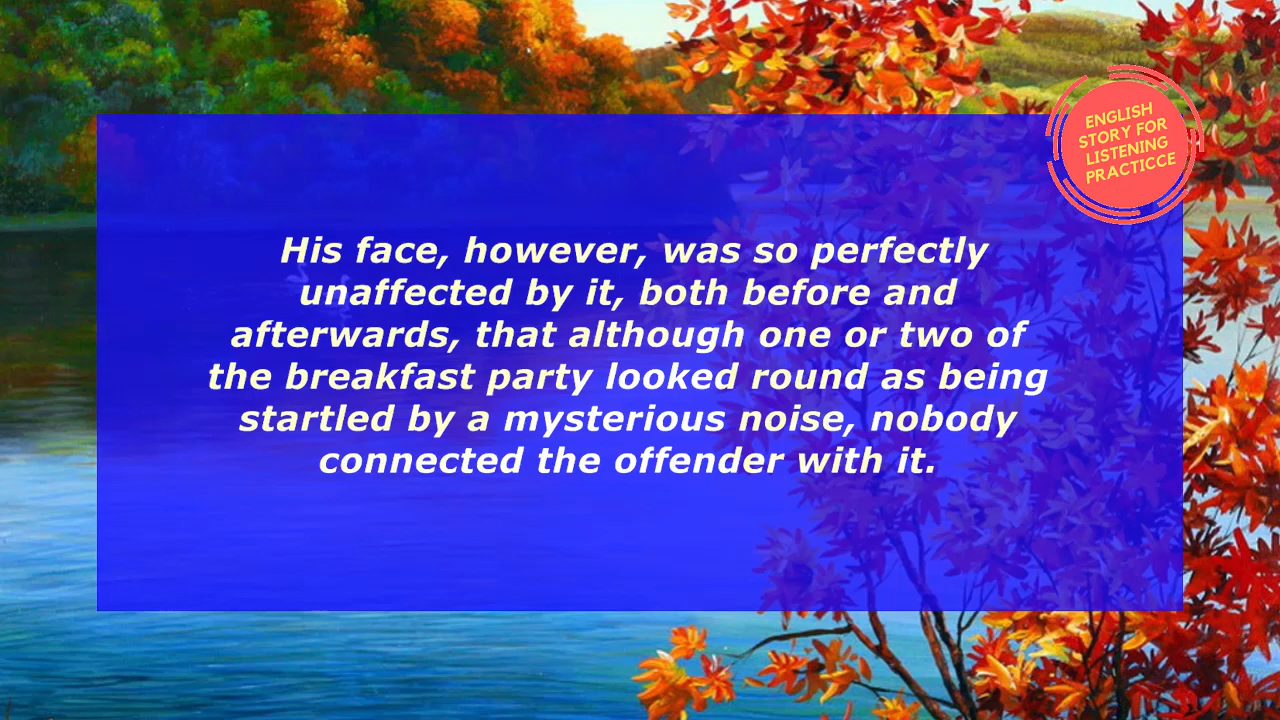 ENGLISH
STORY FOR
LISTENING
PRACTICCE
His face, however, was so perfectly
unaffected by it, both before and
afterwards, that although one or two of
the breakfast party looked round as being
startled by a mysterious noise, nobody
connected the offender with it.